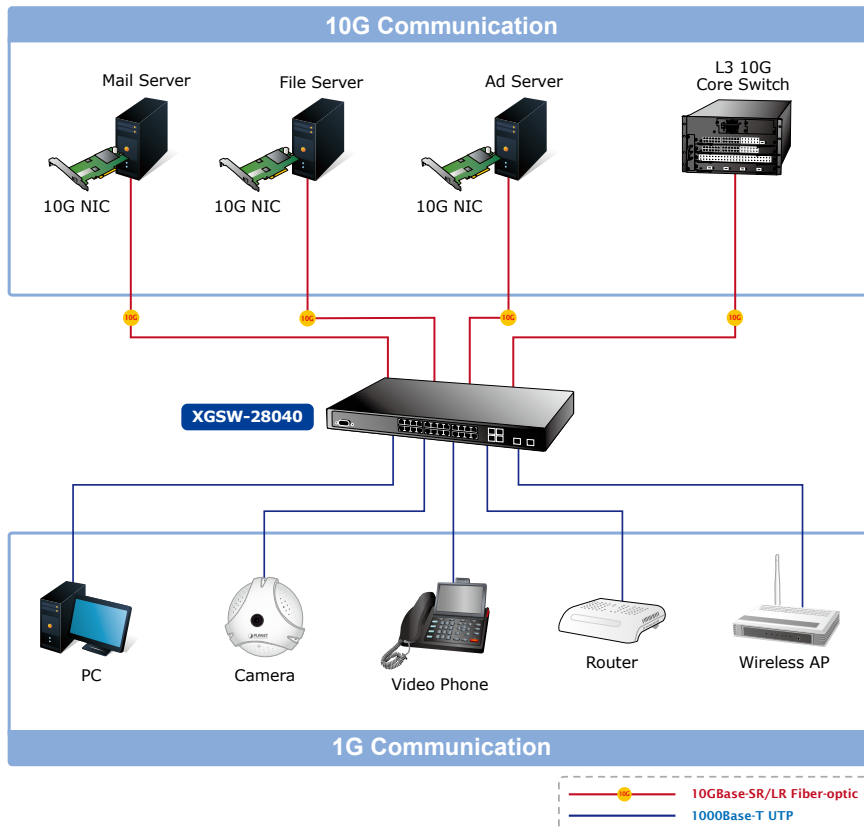 10G Communication
Mail Server
File Server
Ad Server
L3 10G
Core Switch
10G NIC
10G NIC
10G NIC
10G
10G
10G
10G
XGSW-28040
PLANET
PC
Camera
Video Phone
Router
Wireless AP
1G Communication
10G
10GBase-SR/LR Fiber-optic
1000Base-T UTP